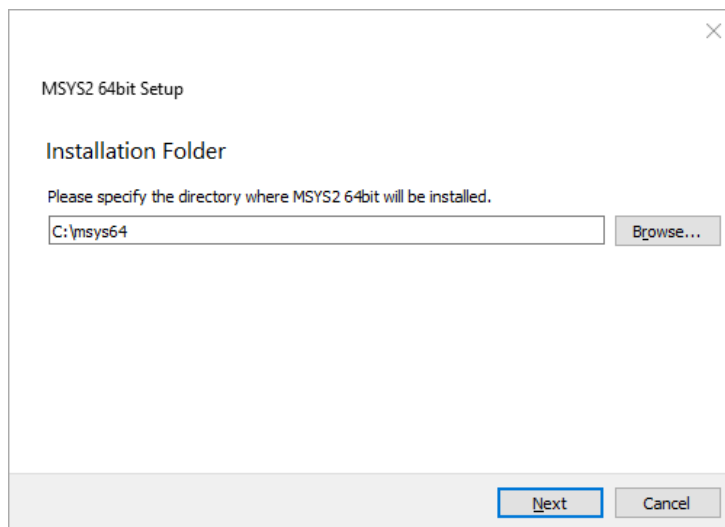 MSYS2 64bit Setup
Installation Folder
Please specify the directory where MSYS2 64bit will be installed.
C:\msys64
Browse...
Next
Cancel